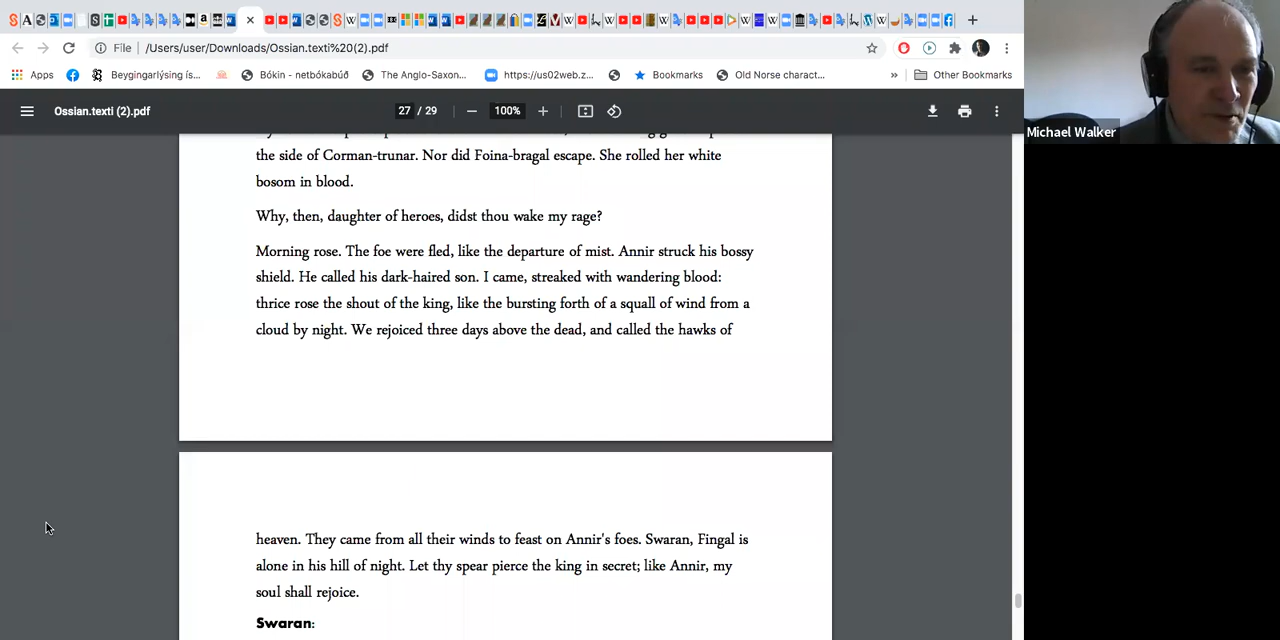 File /Users/user/Downloads/Ossian.texti%20(2).pdf
Apps Beygingarlýsing ís... Bókin - netbókabúð The Anglo-Saxon... https://us02web.z... Bookmarks Old Norse charact... » Other Bookmarks
Ossian.texti (2).pdf 27 / 29 100%
Michael Walker
the side of Corman-trunar. Nor did Foina-bragal escape. She rolled her white
bosom in blood.
Why, then, daughter of heroes, didst thou wake my rage?
Morning rose. The foe were fled, like the departure of mist. Annir struck his bossy
shield. He called his dark-haired son. I came, streaked with wandering blood:
thrice rose the shout of the king, like the bursting forth of a squall of wind from a
cloud by night. We rejoiced three days above the dead, and called the hawks of
heaven. They came from all their winds to feast on Annir's foes. Swaran, Fingal is
alone in his hill of night. Let thy spear pierce the king in secret; like Annir, my
soul shall rejoice.
Swaran: